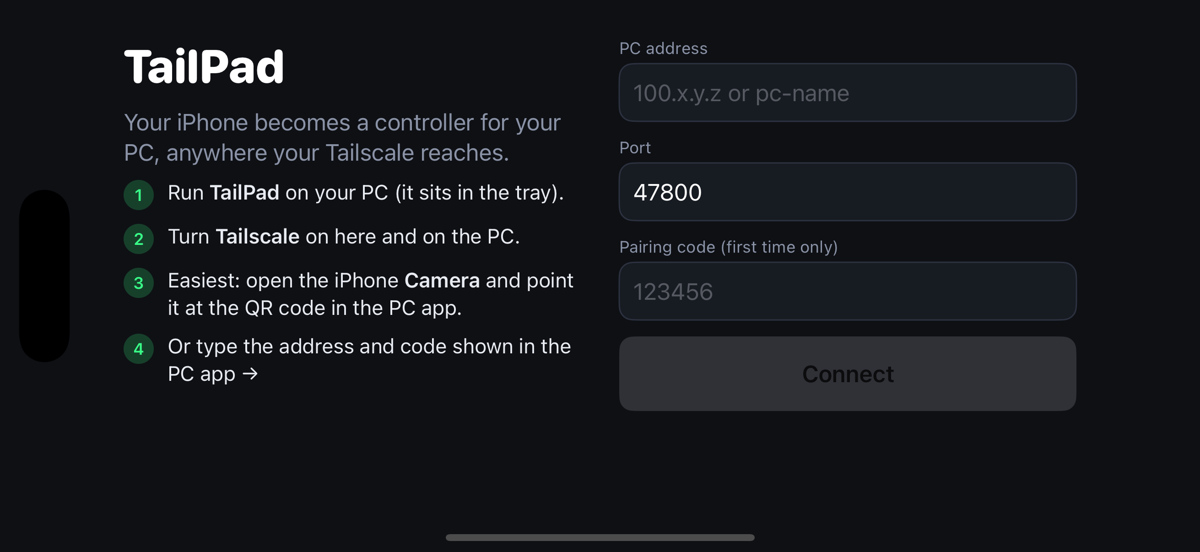 TailPad
Your iPhone becomes a controller for your
PC, anywhere your Tailscale reaches.
1 Run TailPad on your PC (it sits in the tray).
2 Turn Tailscale on here and on the PC.
3 Easiest: open the iPhone Camera and point
it at the QR code in the PC app.
4 Or type the address and code shown in the
PC app →
PC address
100.x.y.z or pc-name
Port
47800
Pairing code (first time only)
123456
Connect